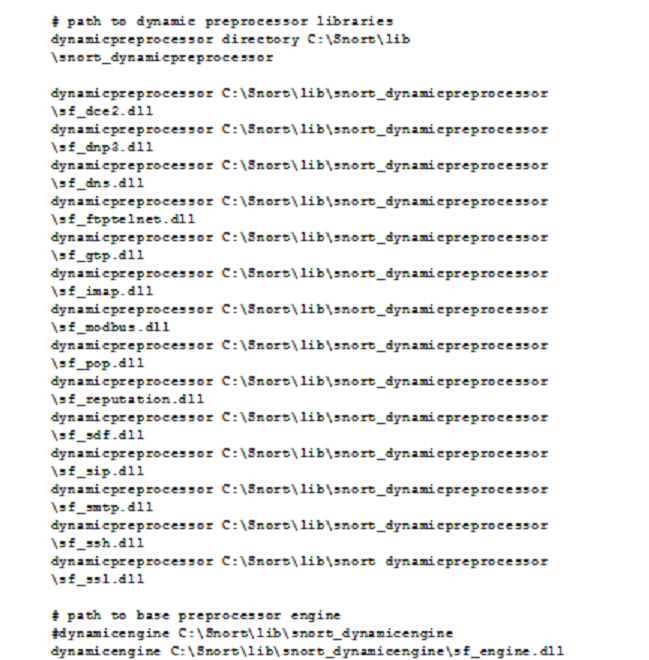 # path to dynamic preprocessor libraries
dynamicpreprocessor directory C:\Snort\lib
\snort_dynamicpreprocessor
dynamicpreprocessor C:\Snort\lib\snort_dynamicpreprocessor
\sf_dce2.dll
dynamicpreprocessor C:\Snort\lib\snort_dynamicpreprocessor
\sf_dnp3.dll
dynamicpreprocessor C:\Snort\lib\snort_dynamicpreprocessor
\sf_dns.dll
dynamicpreprocessor C:\Snort\lib\snort_dynamicpreprocessor
\sf_ftptelnet.dll
dynamicpreprocessor C:\Snort\lib\snort_dynamicpreprocessor
\sf_gtp.dll
dynamicpreprocessor C:\Snort\lib\snort_dynamicpreprocessor
\sf_imap.dll
dynamicpreprocessor C:\Snort\lib\snort_dynamicpreprocessor
\sf_modbus.dll
dynamicpreprocessor C:\Snort\lib\snort_dynamicpreprocessor
\sf_pop.dll
dynamicpreprocessor C:\Snort\lib\snort_dynamicpreprocessor
\sf_reputation.dll
dynamicpreprocessor C:\Snort\lib\snort_dynamicpreprocessor
\sf_sdf.dll
dynamicpreprocessor C:\Snort\lib\snort_dynamicpreprocessor
\sf_sip.dll
dynamicpreprocessor C:\Snort\lib\snort_dynamicpreprocessor
\sf_smtp.dll
dynamicpreprocessor C:\Snort\lib\snort_dynamicpreprocessor
\sf_ssh.dll
dynamicpreprocessor C:\Snort\lib\snort dynamicpreprocessor
\sf_ssl.dll
# path to base preprocessor engine
#dynamicengine C:\Snort\lib\snort_dynamicengine
dynamicengine C:\Snort\lib\snort_dynamicengine\sf_engine.dll